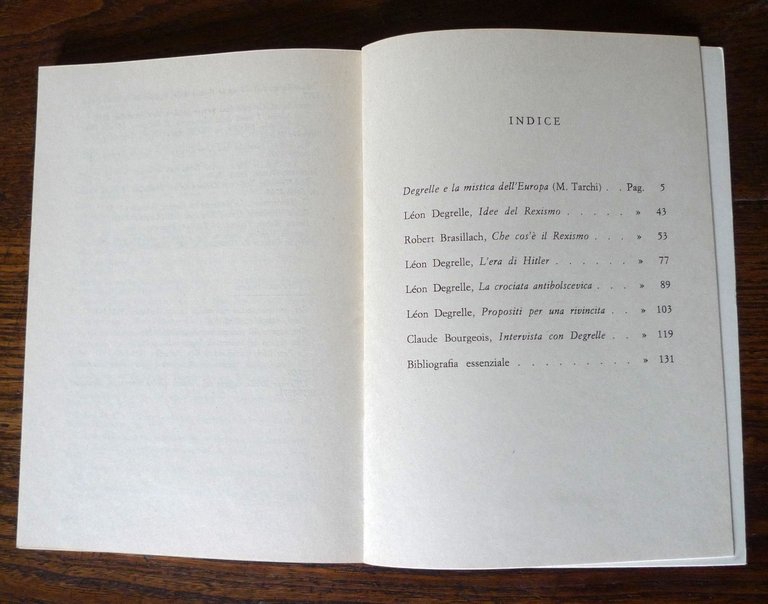 INDICE
Degrelle e la mistica dell'Europa (M. Tarchi) . . Pag. 5
Léon Degrelle, Idee del Rexismo . . . . . » 43
Robert Brasillach, Che cos'è il Rexismo . . . » 53
Léon Degrelle, L'era di Hitler . . . . . . » 77
Léon Degrelle, La crociata antibolscevica . . . » 89
Léon Degrelle, Propositi per una rivincita . . » 103
Claude Bourgeois, Intervista con Degrelle . . » 119
Bibliografia essenziale . . . . . . . . . » 131